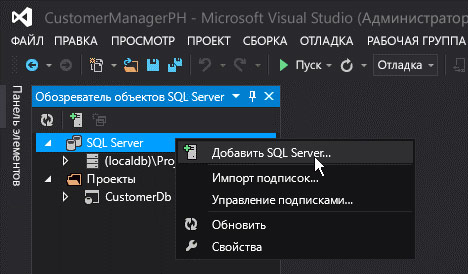 CustomerManagerPH - Microsoft Visual Studio (Администратор
ФАЙЛ ПРАВКА ПРОСМОТР ПРОЕКТ СБОРКА ОТЛАДКА РАБОЧАЯ ГРУППА
Пуск Отладка
Панель элементов
Обозреватель объектов SQL Server
SQL Server
(localdb)\Proj
Проекты
CustomerDb
Добавить SQL Server...
Импорт подписок...
Управление подписками...
Обновить
Свойства